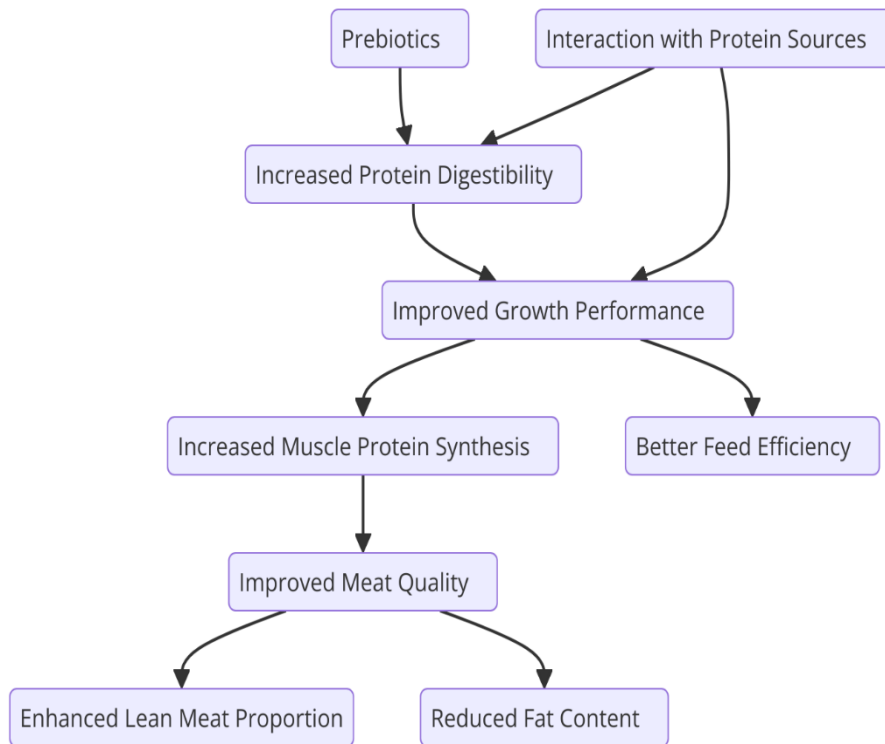 Prebiotics
Interaction with Protein Sources
Increased Protein Digestibility
Improved Growth Performance
Increased Muscle Protein Synthesis
Better Feed Efficiency
Improved Meat Quality
Enhanced Lean Meat Proportion
Reduced Fat Content